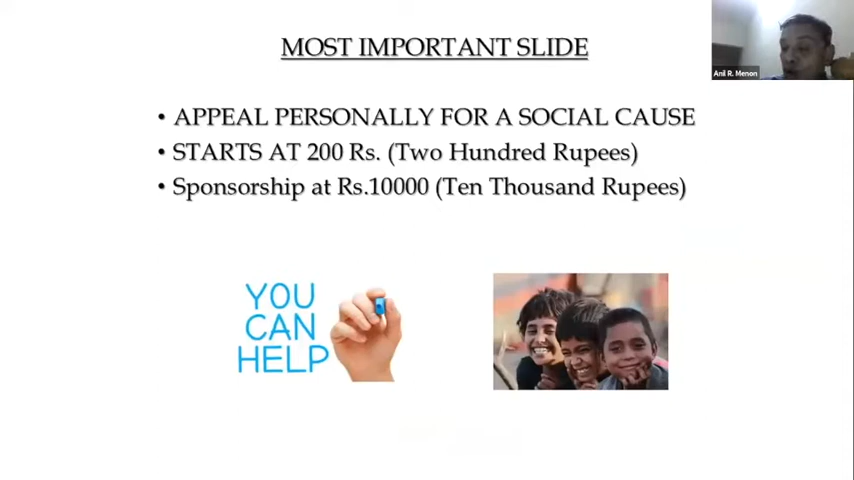 MOST IMPORTANT SLIDE
Anil R. Menon
• APPEAL PERSONALLY FOR A SOCIAL CAUSE
• STARTS AT 200 Rs. (Two Hundred Rupees)
• Sponsorship at Rs.10000 (Ten Thousand Rupees)
YOU
CAN
HELP